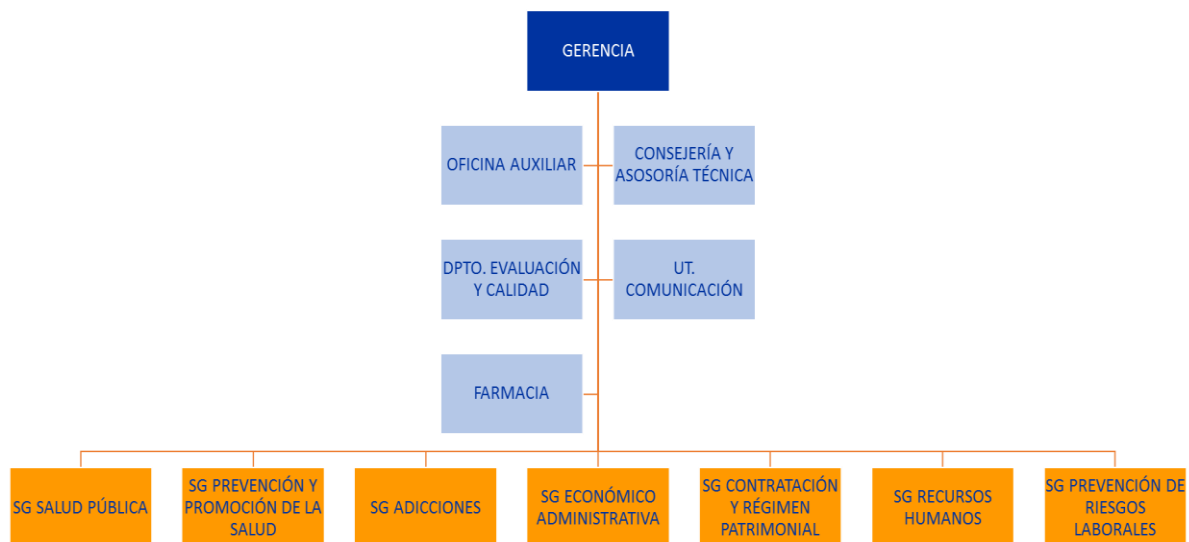 GERENCIA
OFICINA AUXILIAR
CONSEJERÍA Y
ASOSORÍA TÉCNICA
DPTO. EVALUACIÓN
Y CALIDAD
UT.
COMUNICACIÓN
FARMACIA
SG SALUD PÚBLICA
SG PREVENCIÓN Y
PROMOCIÓN DE LA
SALUD
SG ADICCIONES
SG ECONÓMICO
ADMINISTRATIVA
SG CONTRATACIÓN
Y RÉGIMEN
PATRIMONIAL
SG RECURSOS
HUMANOS
SG PREVENCIÓN DE
RIESGOS
LABORALES